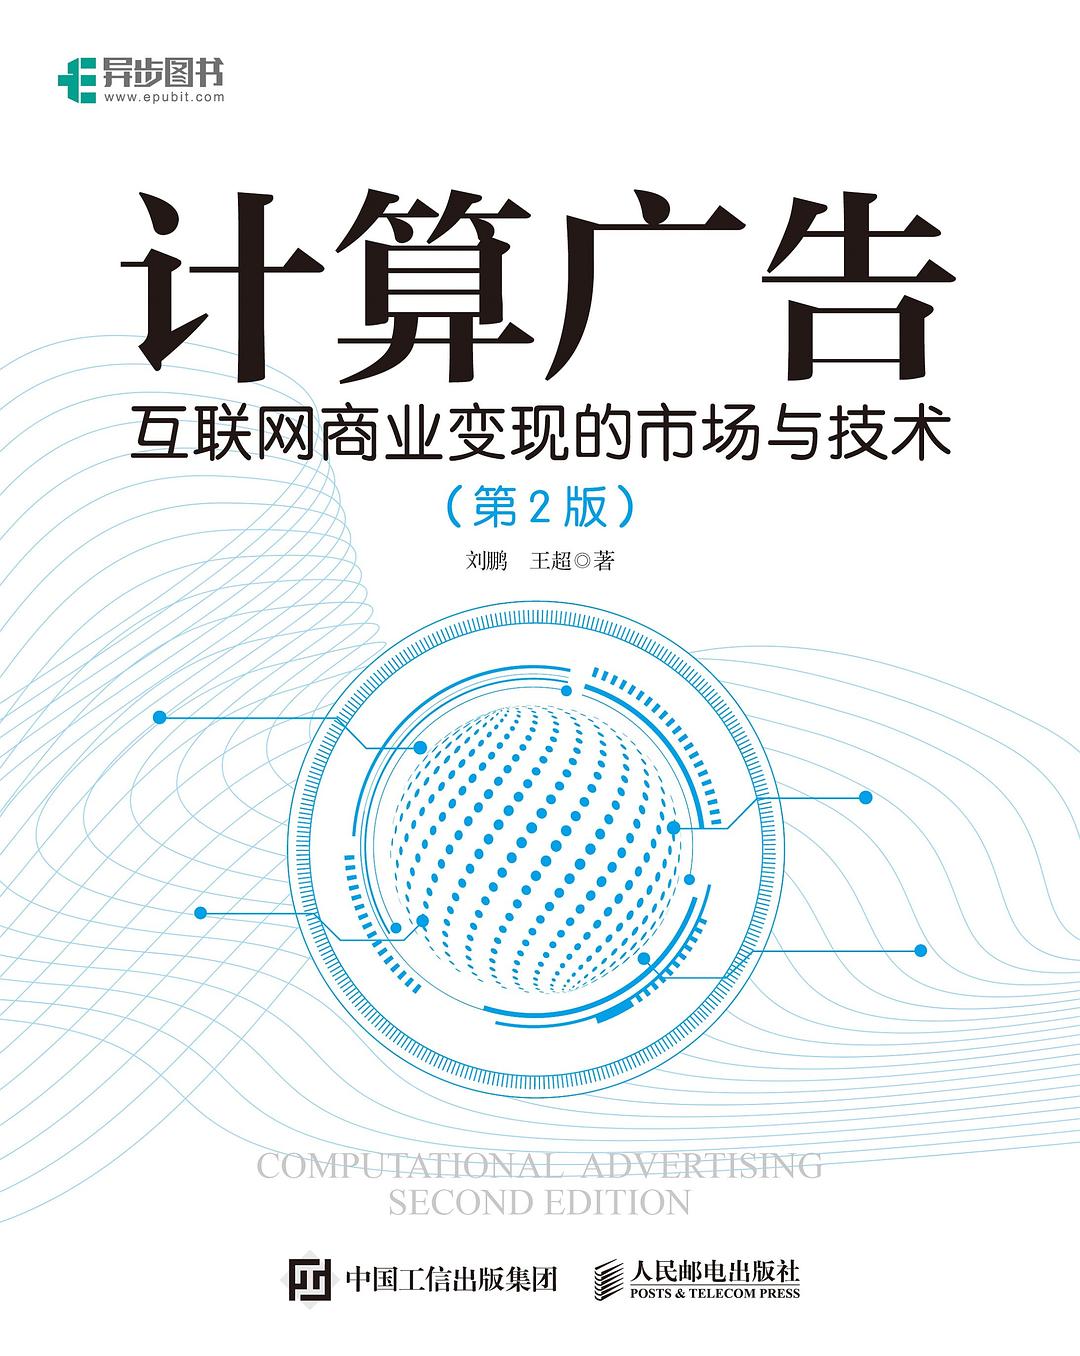 异步图书
www.epubit.com
计算广告
互联网商业变现的市场与技术
（第2版）
刘鹏 王超◎著
COMPUTATIONAL ADVERTISING
SECOND EDITION
中国工信出版集团
人民邮电出版社
POSTS & TELECOM PRESS